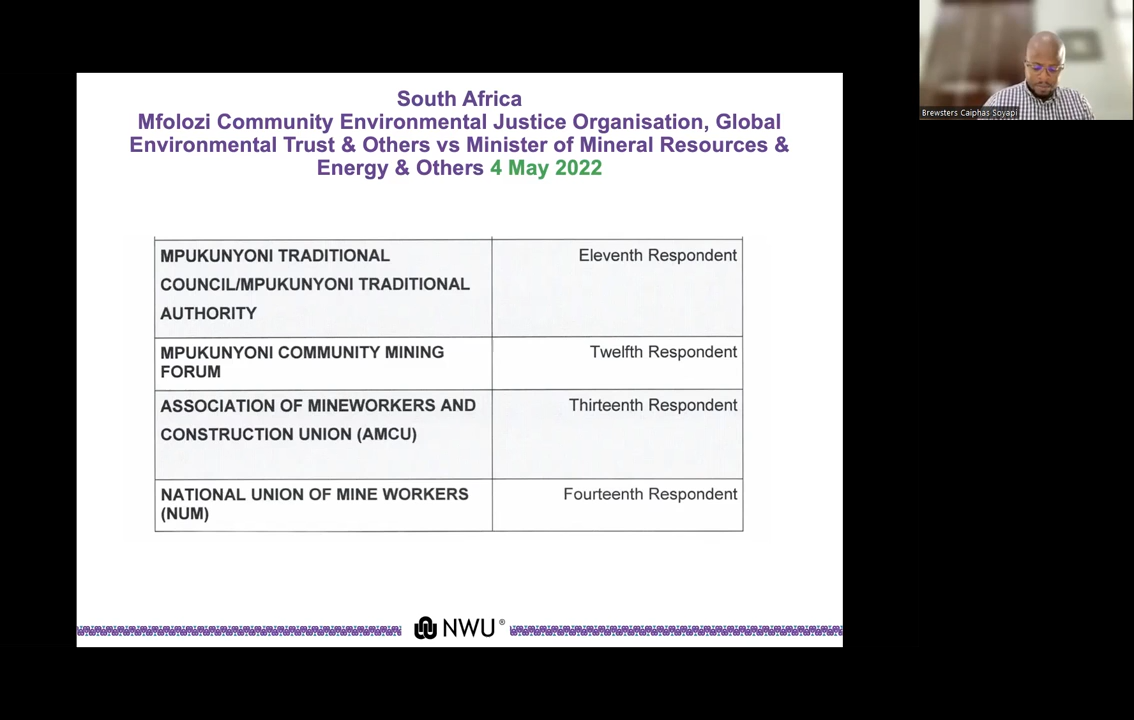 South Africa
Mfolozi Community Environmental Justice Organisation, Global
Environmental Trust & Others vs Minister of Mineral Resources &
Energy & Others 4 May 2022
MPUKUNYONI TRADITIONAL
COUNCIL/MPUKUNYONI TRADITIONAL
AUTHORITY
Eleventh Respondent
MPUKUNYONI COMMUNITY MINING
FORUM
Twelfth Respondent
ASSOCIATION OF MINEWORKERS AND
CONSTRUCTION UNION (AMCU)
Thirteenth Respondent
NATIONAL UNION OF MINE WORKERS
(NUM)
Fourteenth Respondent
NWU®
Brewsters Caiphas Soyapi